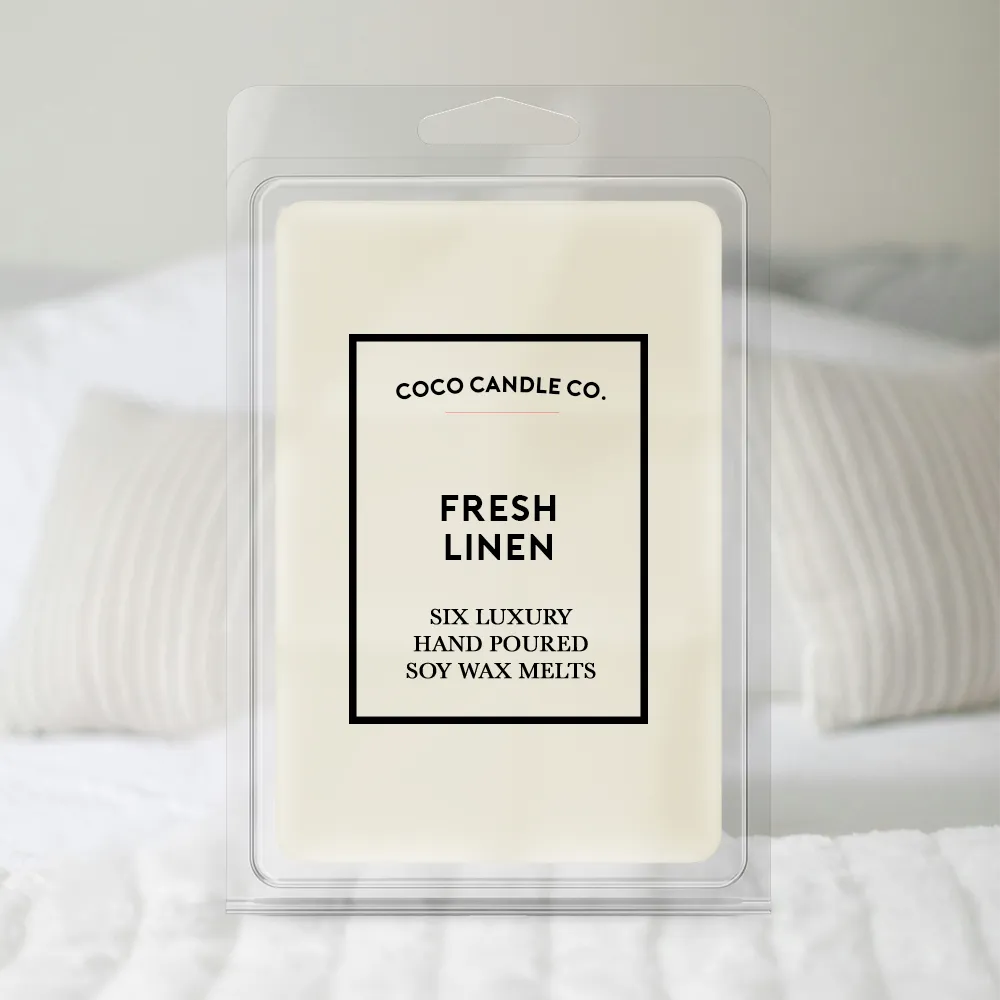 COCO CANDLE CO.
FRESH
LINEN
SIX LUXURY
HAND POURED
SOY WAX MELTS